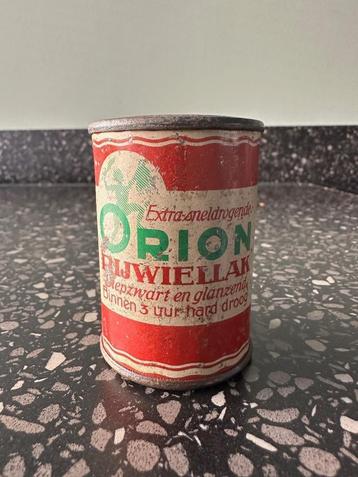 Extra-sneldrogende
ORION
RIJWIELLAK
Diepzwart en glanzend
Binnen 3 uur hard droog